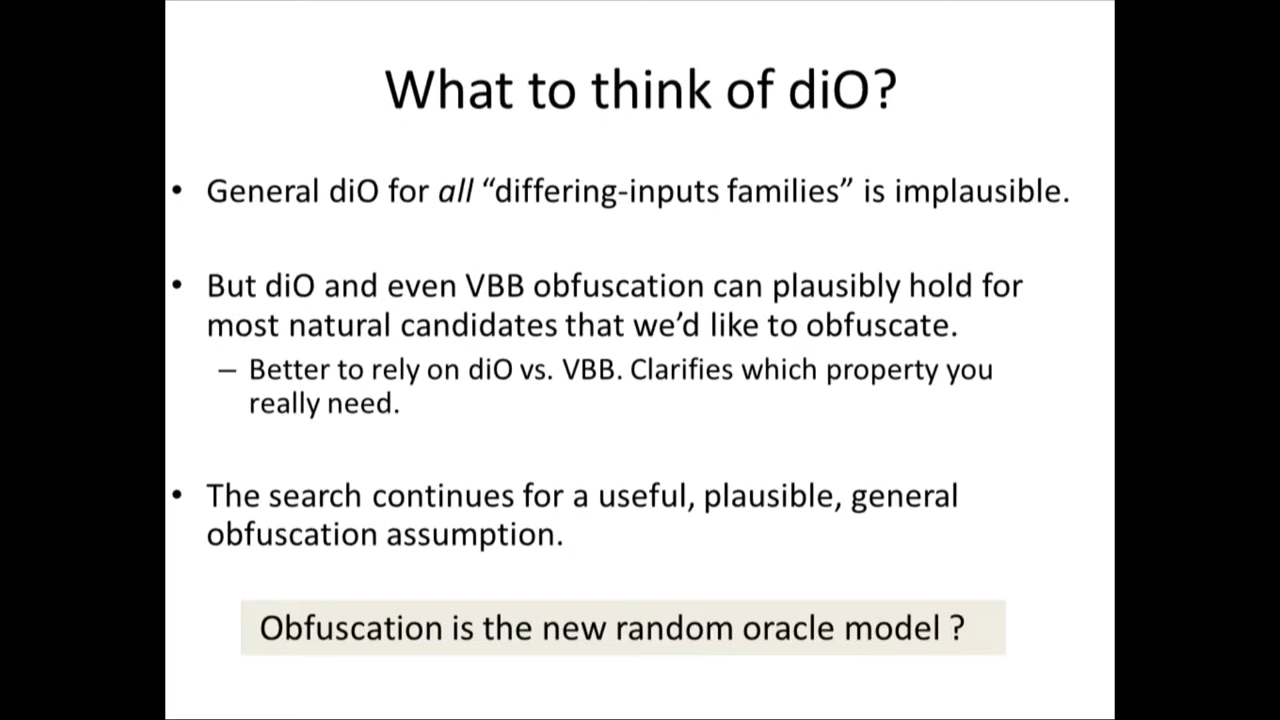 What to think of diO?
• General diO for all “differing-inputs families” is implausible.
• But diO and even VBB obfuscation can plausibly hold for
most natural candidates that we’d like to obfuscate.
– Better to rely on diO vs. VBB. Clarifies which property you
really need.
• The search continues for a useful, plausible, general
obfuscation assumption.
Obfuscation is the new random oracle model ?